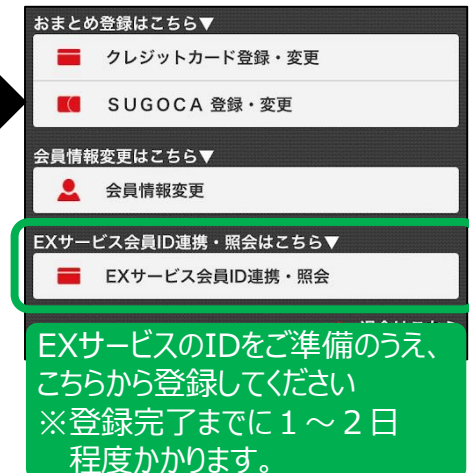 おまとめ登録はこちら▼
クレジットカード登録・変更
SUGOCA 登録・変更
会員情報変更はこちら▼
会員情報変更
EXサービス会員ID連携・照会はこちら▼
EXサービス会員ID連携・照会
EXサービスのIDをご準備のうえ、
こちらから登録してください
※登録完了までに１～２日
程度かかります。